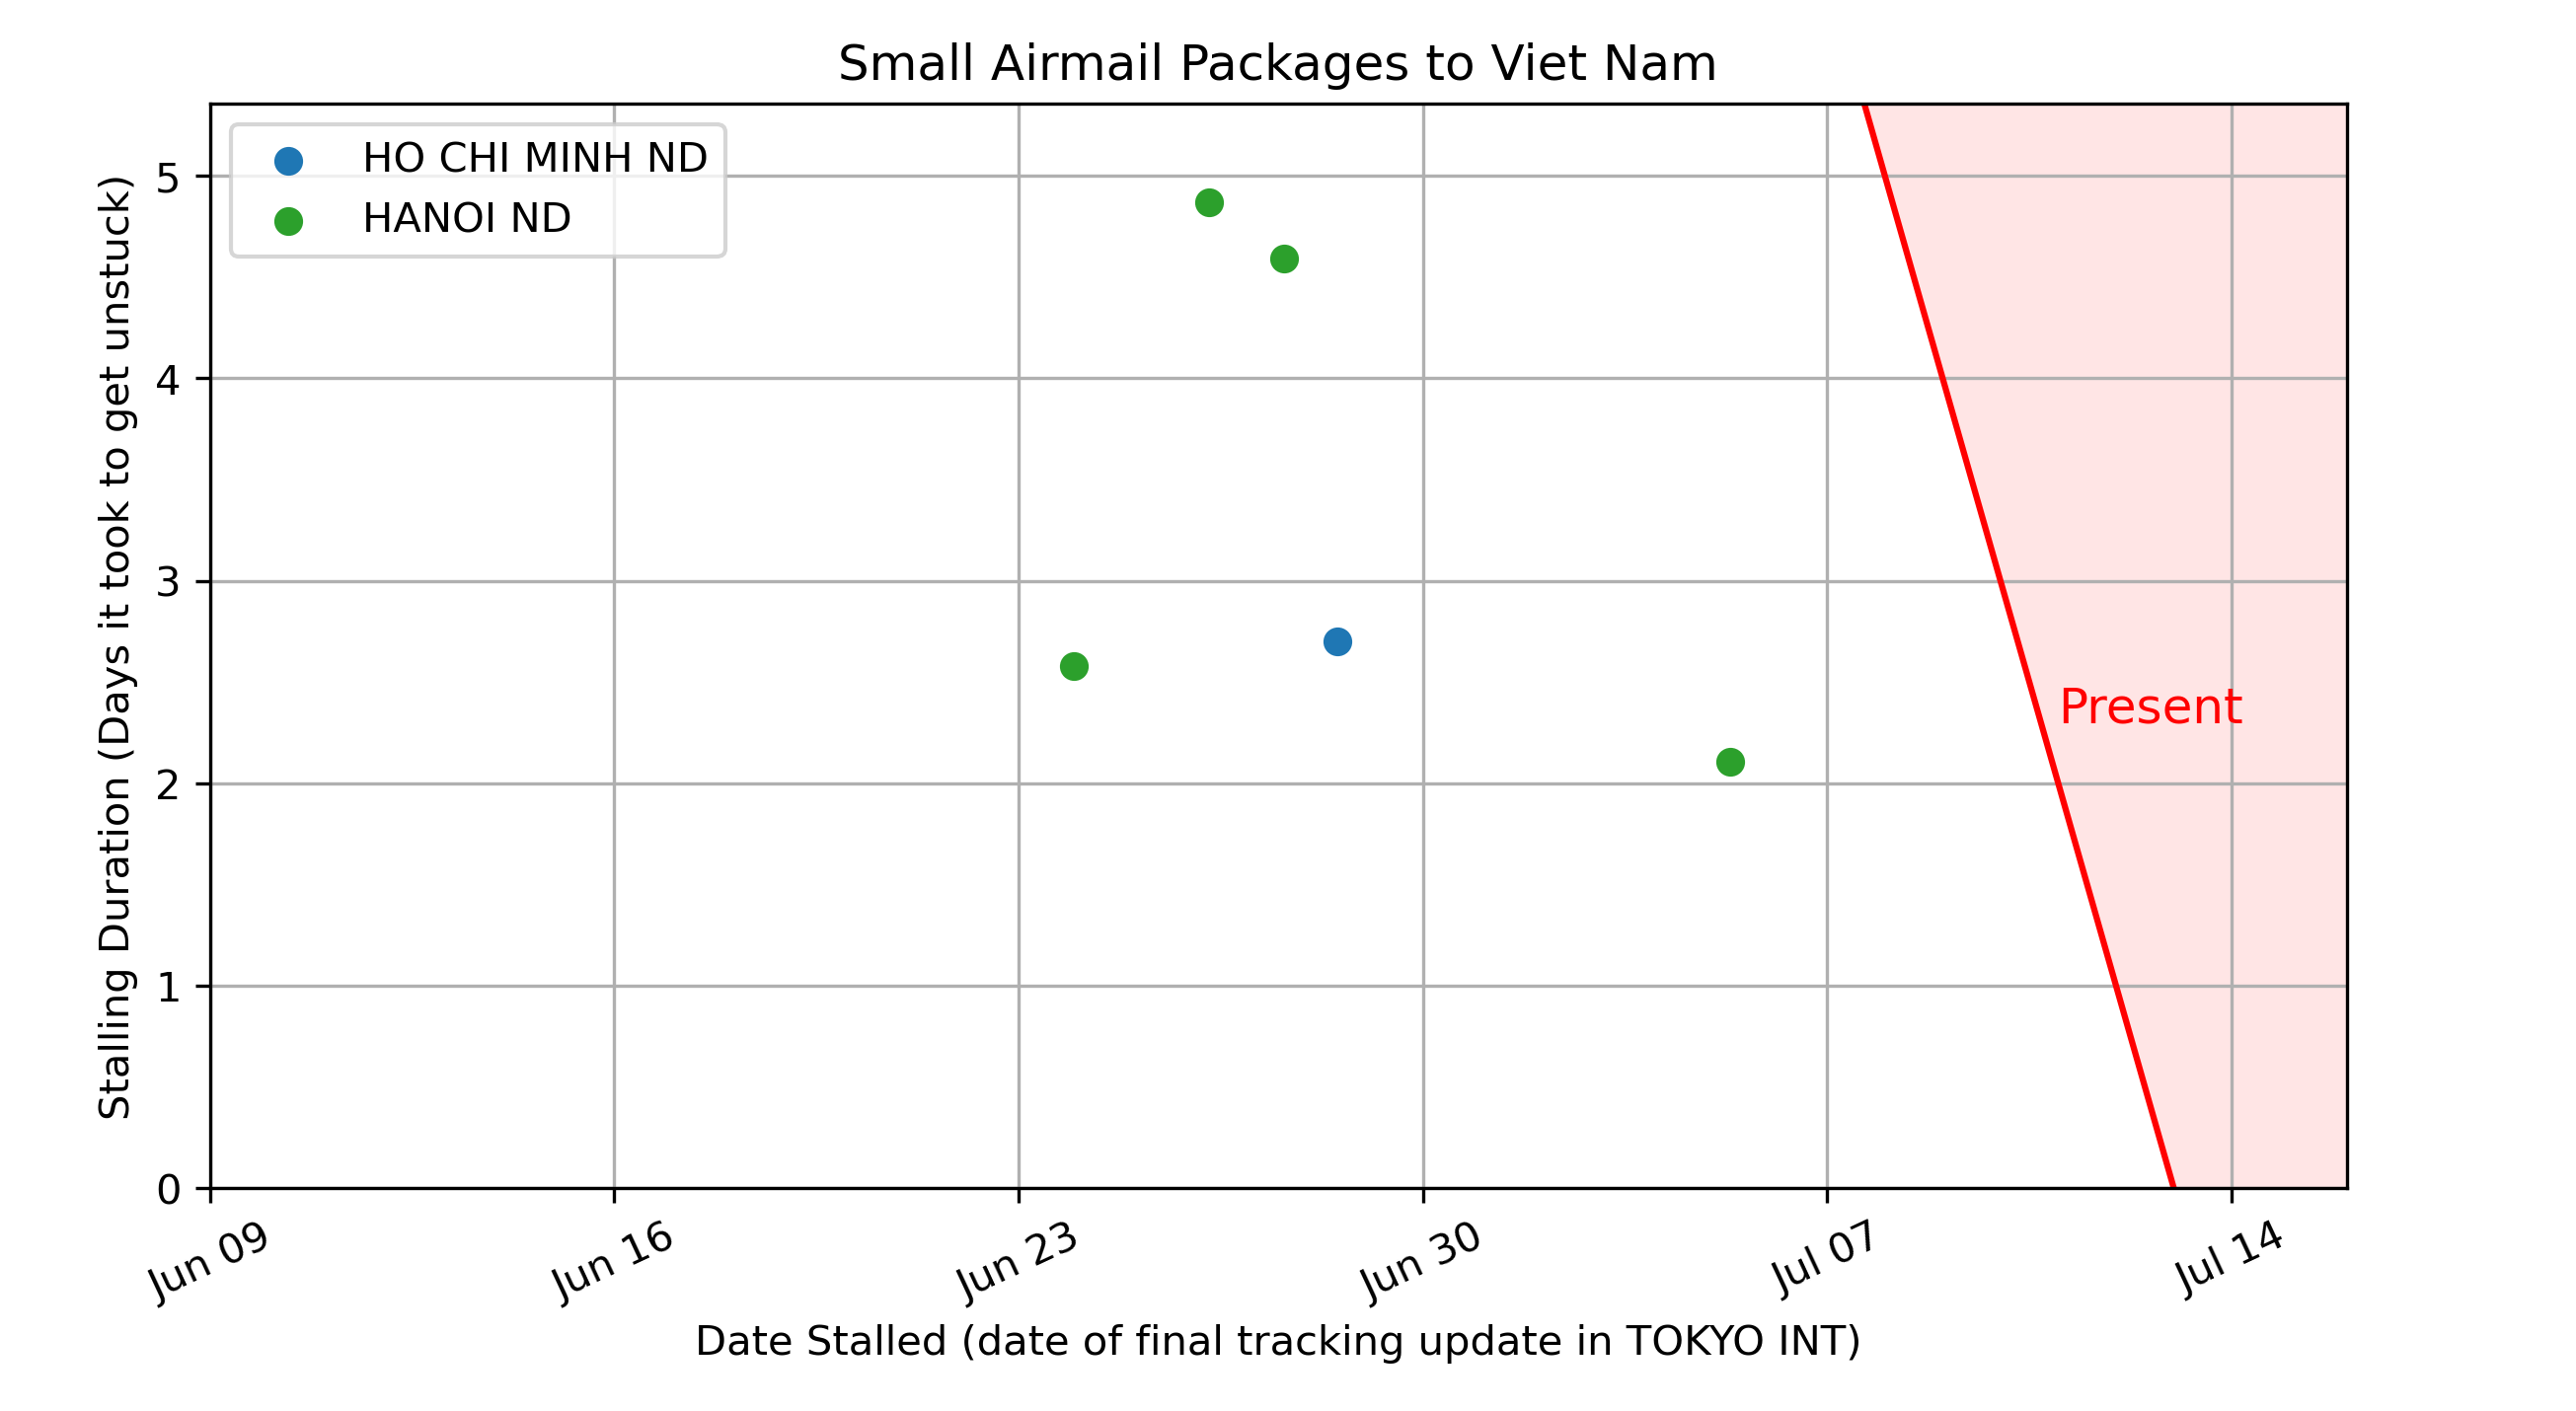 Small Airmail Packages to Viet Nam
HO CHI MINH ND
HANOI ND
Stalling Duration (Days it took to get unstuck)
5
4
3
2
1
0
Present
Jun 09
Jun 16
Jun 23
Jun 30
Jul 07
Jul 14
Date Stalled (date of final tracking update in TOKYO INT)